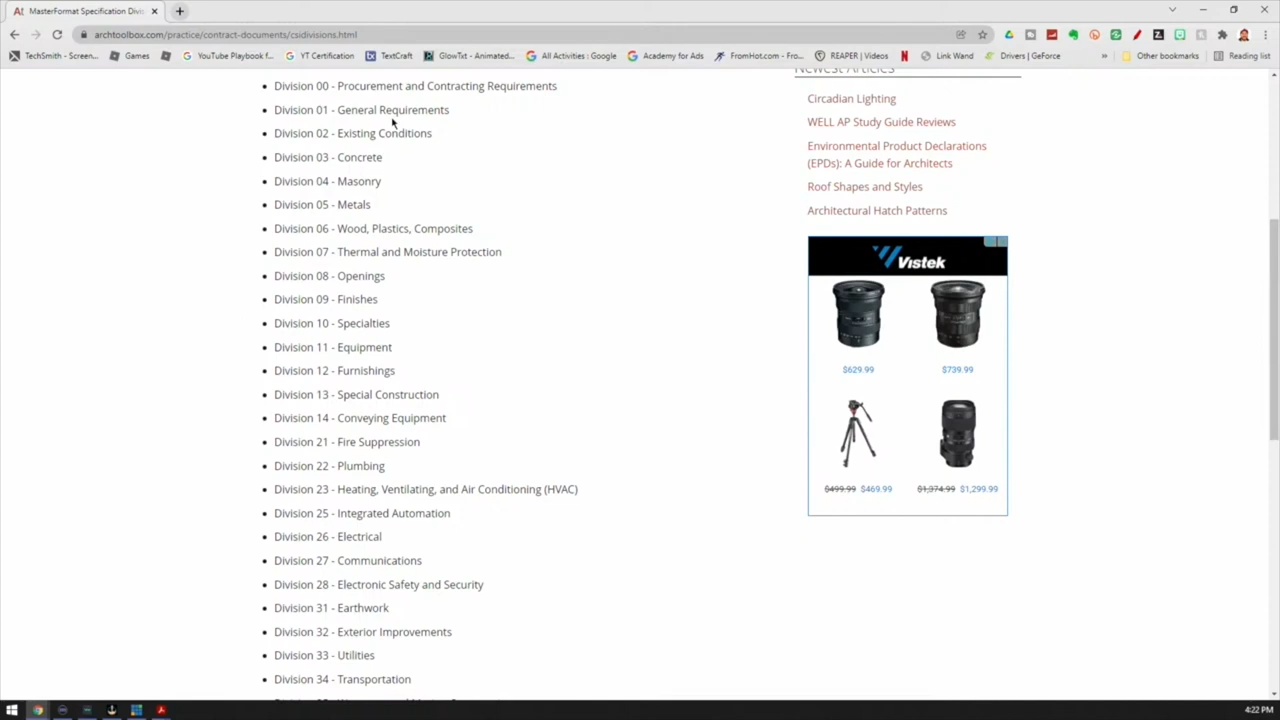 MasterFormat Specification Divi
archtoolbox.com/practice/contract-documents/csidivisions.html
TechSmith - Screen...
Games
YouTube Playbook f...
YT Certification
TextCraft
GlowTxt - Animated...
All Activities | Google
Academy for Ads
FromHot.com - Fro...
REAPER | Videos
Link Wand
Drivers | GeForce
Other bookmarks
Reading list
Division 00 - Procurement and Contracting Requirements
Division 01 - General Requirements
Division 02 - Existing Conditions
Division 03 - Concrete
Division 04 - Masonry
Division 05 - Metals
Division 06 - Wood, Plastics, Composites
Division 07 - Thermal and Moisture Protection
Division 08 - Openings
Division 09 - Finishes
Division 10 - Specialties
Division 11 - Equipment
Division 12 - Furnishings
Division 13 - Special Construction
Division 14 - Conveying Equipment
Division 21 - Fire Suppression
Division 22 - Plumbing
Division 23 - Heating, Ventilating, and Air Conditioning (HVAC)
Division 25 - Integrated Automation
Division 26 - Electrical
Division 27 - Communications
Division 28 - Electronic Safety and Security
Division 31 - Earthwork
Division 32 - Exterior Improvements
Division 33 - Utilities
Division 34 - Transportation
Newest Articles
Circadian Lighting
WELL AP Study Guide Reviews
Environmental Product Declarations
(EPDs): A Guide for Architects
Roof Shapes and Styles
Architectural Hatch Patterns
Vistek
$629.99
$739.99
$499.99 $469.99
$1,374.99 $1,299.99
4:22 PM